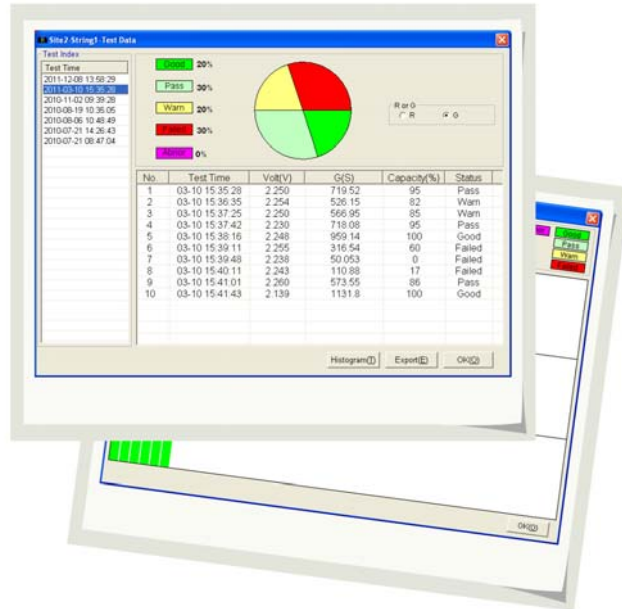 Site2-String1-Test Data
Test Index
Test Time
2011-12-08 13:58:29
2011-03-10 15:35:28
2010-11-02 09:39:28
2010-08-19 10:35:05
2010-08-06 10:48:49
2010-07-21 14:26:43
2010-07-21 08:47:04
Good 20%
Pass 30%
Warn 20%
Failed 30%
Abnor 0%
R or G
R G
No. Test Time Volt(V) G(S) Capacity(%) Status
1 03-10 15:35:28 2.250 719.52 95 Pass
2 03-10 15:36:35 2.254 526.15 82 Warn
3 03-10 15:37:25 2.250 566.95 85 Warn
4 03-10 15:37:42 2.230 718.08 95 Pass
5 03-10 15:38:16 2.248 959.14 100 Good
6 03-10 15:39:11 2.255 316.54 60 Failed
7 03-10 15:39:48 2.238 50.053 0 Failed
8 03-10 15:40:11 2.243 110.88 17 Failed
9 03-10 15:41:01 2.260 573.55 86 Pass
10 03-10 15:41:43 2.139 1131.8 100 Good
Histogram(T) Export(E) OK(O)
Good
Pass
Warn
Failed
OK(O)